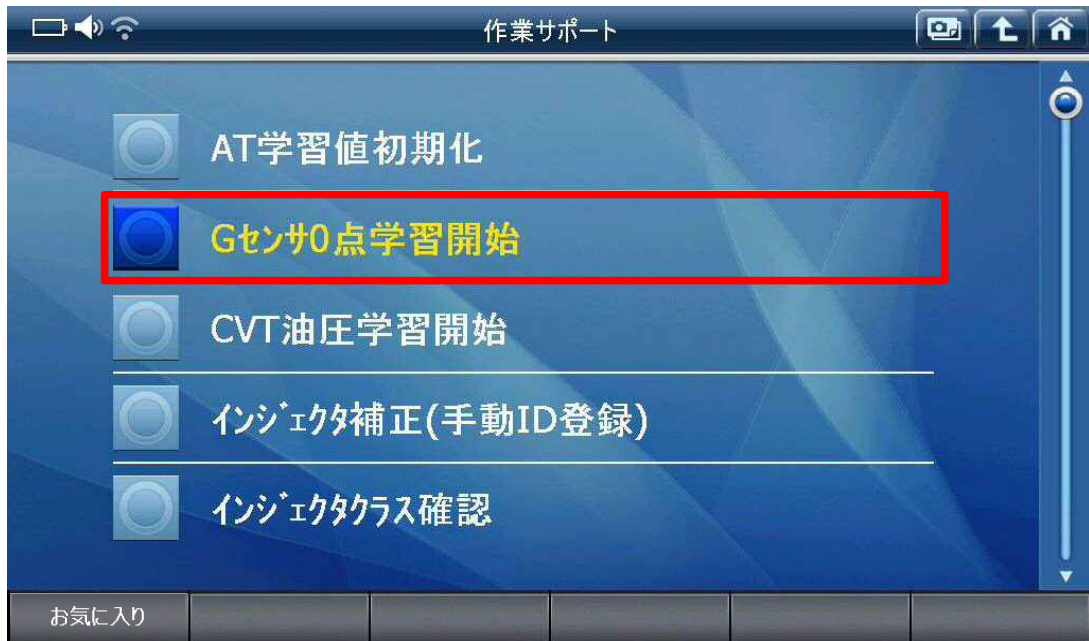 作業サポート
AT学習値初期化
Gセンサ0点学習開始
CVT油圧学習開始
インジェクタ補正(手動ID登録)
インジェクタクラス確認
お気に入り